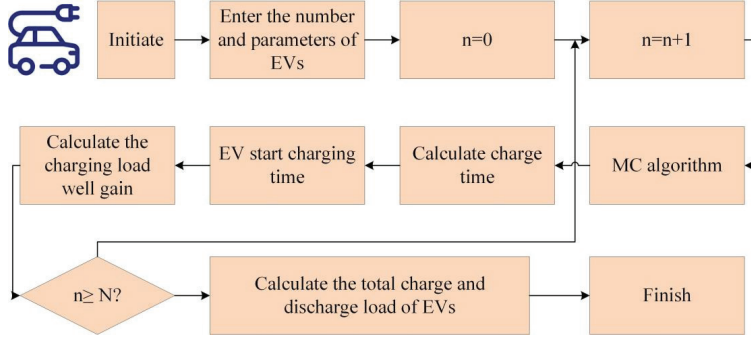 Initiate
Enter the number
and parameters of
EVs
n=0
n=n+1
Calculate the
charging load
well gain
EV start charging
time
Calculate charge
time
MC algorithm
n≥ N?
Calculate the total charge and
discharge load of EVs
Finish